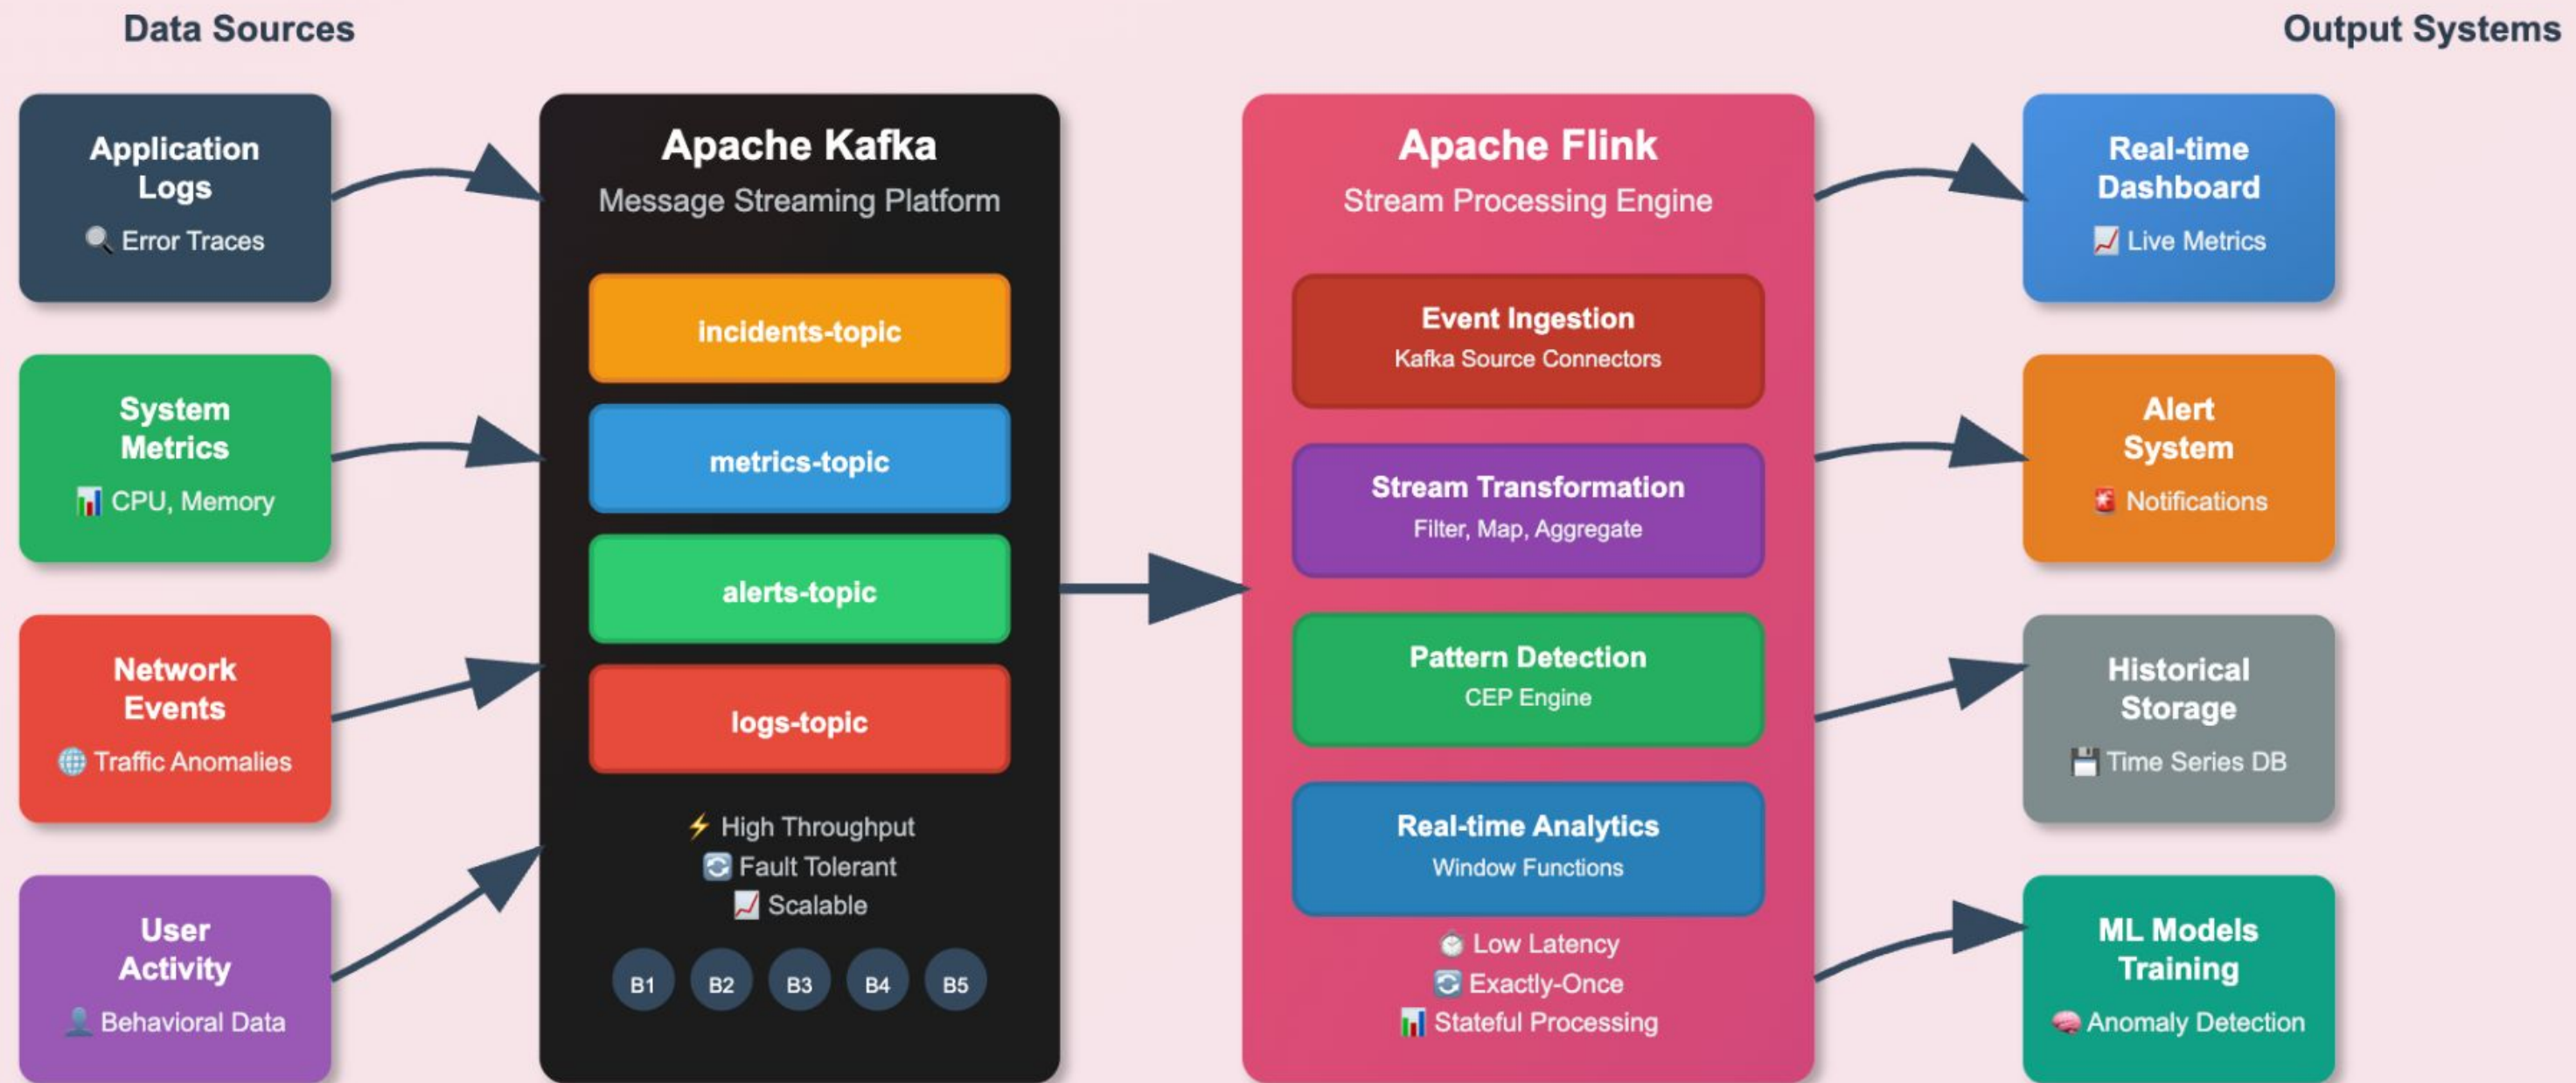 Data Sources
Output Systems
Application
Logs
🔍 Error Traces
System
Metrics
📊 CPU, Memory
Network
Events
🌐 Traffic Anomalies
User
Activity
👤 Behavioral Data
Apache Kafka
Message Streaming Platform
incidents-topic
metrics-topic
alerts-topic
logs-topic
⚡ High Throughput
🔄 Fault Tolerant
📈 Scalable
B1 B2 B3 B4 B5
Apache Flink
Stream Processing Engine
Event Ingestion
Kafka Source Connectors
Stream Transformation
Filter, Map, Aggregate
Pattern Detection
CEP Engine
Real-time Analytics
Window Functions
⏱️ Low Latency
🔄 Exactly-Once
📊 Stateful Processing
Real-time
Dashboard
📈 Live Metrics
Alert
System
🚨 Notifications
Historical
Storage
💾 Time Series DB
ML Models
Training
🧠 Anomaly Detection